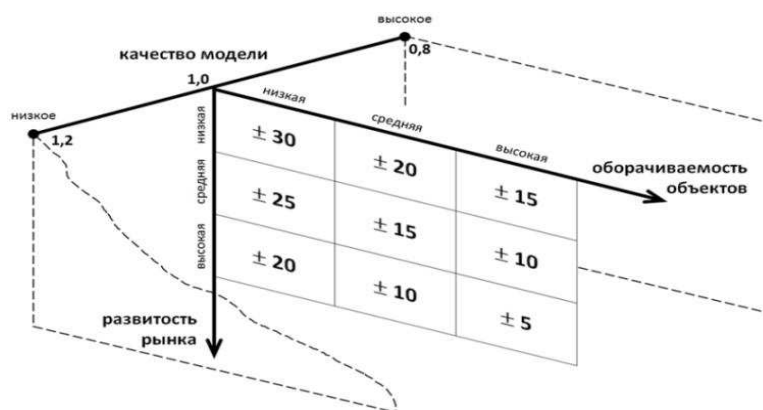 высокое
0,8
качество модели
1,0
низкое
1,2
низкая
средняя
высокая
оборачиваемость
объектов
низкая
средняя
высокая
± 30
± 20
± 15
± 25
± 15
± 10
± 20
± 10
± 5
развитость
рынка